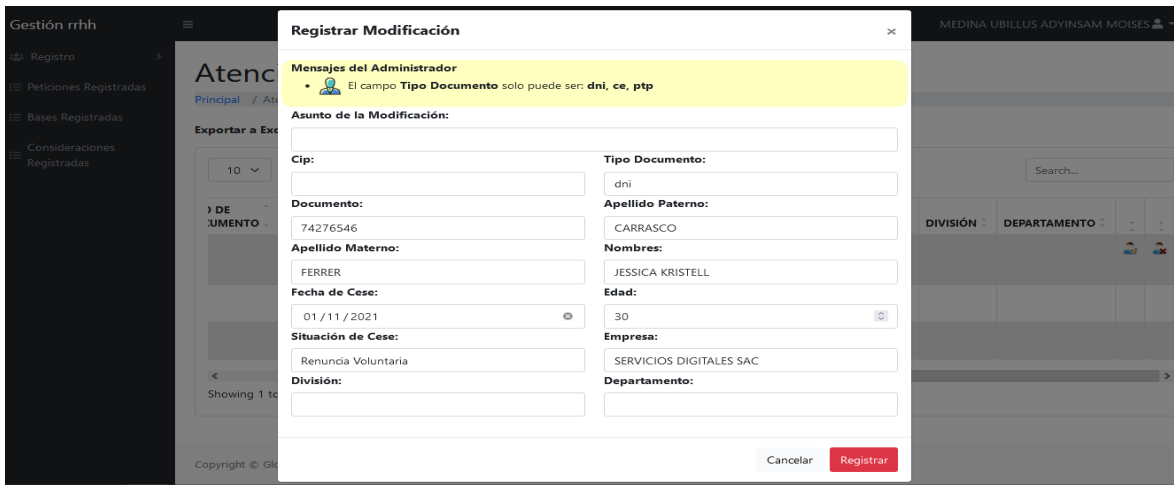 Gestión rrhh
MEDINA UBILLUS ADYINSAM MOISES
Registro
Peticiones Registradas
Bases Registradas
Consideraciones
Registradas
Principal / Ate
Exportar a Exc
10
Search...
DE
UMENTO
DIVISIÓN
DEPARTAMENTO
Showing 1 to
Copyright © Glo
Registrar Modificación
×
Mensajes del Administrador
• El campo Tipo Documento solo puede ser: dni, ce, ptp
Asunto de la Modificación:
Cip:
Tipo Documento:
dni
Documento:
Apellido Paterno:
74276546
CARRASCO
Apellido Materno:
Nombres:
FERRER
JESSICA KRISTELL
Fecha de Cese:
Edad:
01/11/2021
30
Situación de Cese:
Empresa:
Renuncia Voluntaria
SERVICIOS DIGITALES SAC
División:
Departamento:
Cancelar
Registrar